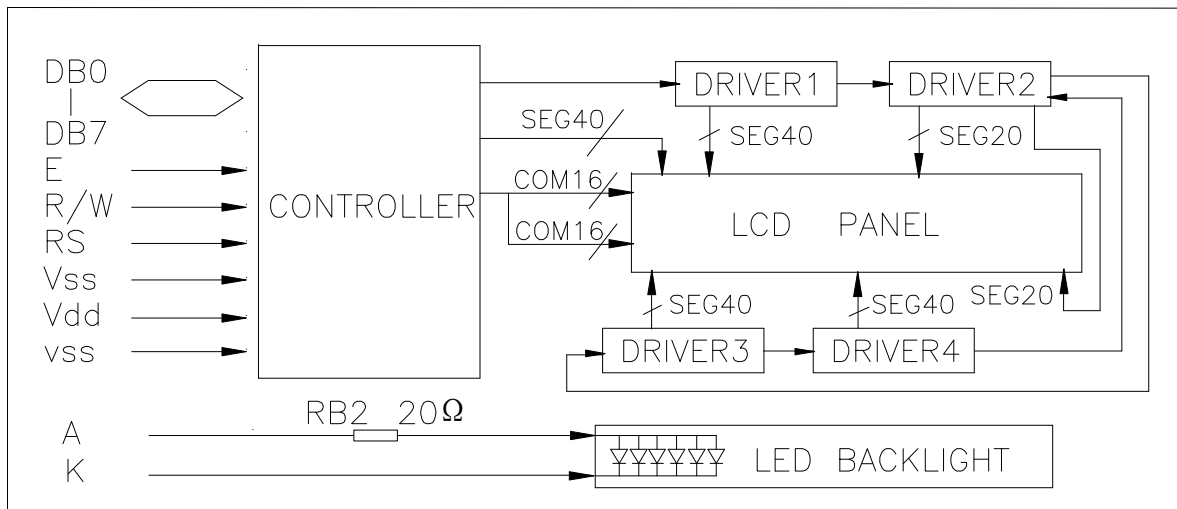 DB0
|
DB7
E
R/W
RS
Vss
Vdd
vss
CONTROLLER
DRIVER1
DRIVER2
SEG40
SEG40
SEG20
COM16
COM16
LCD PANEL
SEG40
SEG40
SEG20
DRIVER3
DRIVER4
RB2 20Ω
A
K
LED BACKLIGHT